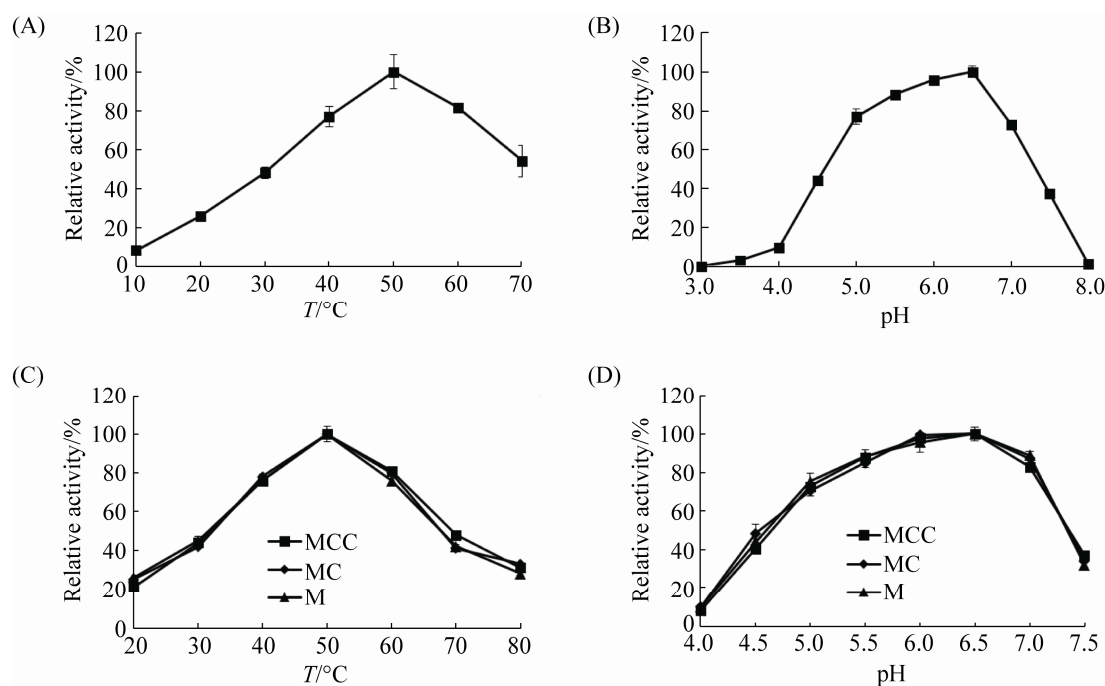 (A)
Relative activity/%
120
100
80
60
40
20
0
10 20 30 40 50 60 70
T/°C
(B)
Relative activity/%
120
100
80
60
40
20
0
3.0 4.0 5.0 6.0 7.0 8.0
pH
(C)
Relative activity/%
120
100
80
60
40
20
0
MCC
MC
M
20 30 40 50 60 70 80
T/°C
(D)
Relative activity/%
120
100
80
60
40
20
0
MCC
MC
M
4.0 4.5 5.0 5.5 6.0 6.5 7.0 7.5
pH